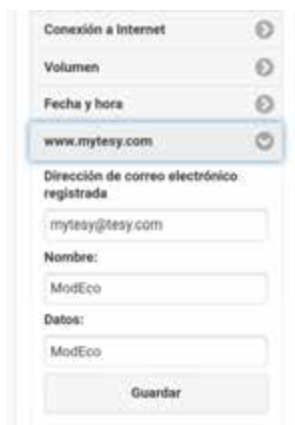 Conexión a Internet
Volumen
Fecha y hora
www.mytesy.com
Dirección de correo electrónico
registrada
mytesy@tesy.com
Nombre:
ModEco
Datos:
ModEco
Guardar